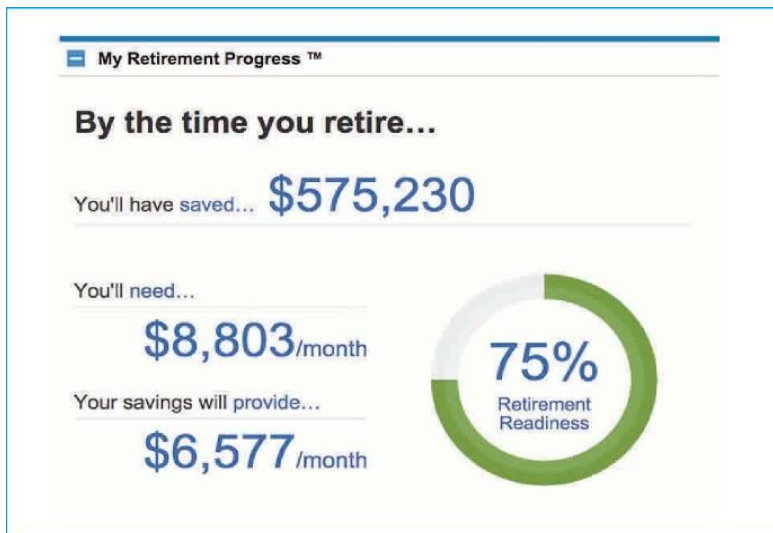 My Retirement Progress ™
By the time you retire...
You'll have saved... $575,230
You'll need...
$8,803/month
Your savings will provide...
$6,577/month
75%
Retirement
Readiness